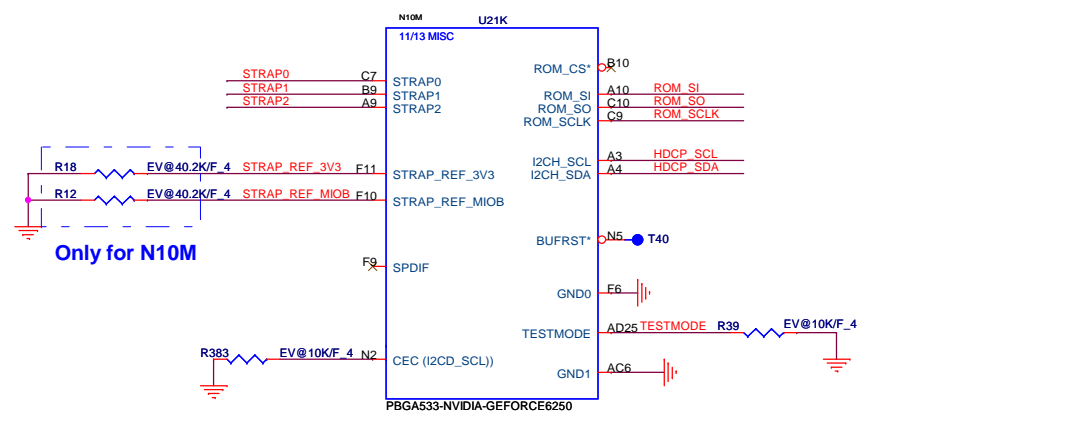 N10M
U21K
11/13 MISC
B10
ROM_CS*
STRAP0 C7 STRAP0
STRAP1 B9 STRAP1
STRAP2 A9 STRAP2
ROM_SI A10 ROM_SI
ROM_SO C10 ROM_SO
ROM_SCLK C9 ROM_SCLK
I2CH_SCL A3 HDCP_SCL
I2CH_SDA A4 HDCP_SDA
R18 EV@40.2K/F_4 STRAP_REF_3V3 F11 STRAP_REF_3V3
R12 EV@40.2K/F_4 STRAP_REF_MIOB F10 STRAP_REF_MIOB
Only for N10M
BUFRST* N5 T40
F9 SPDIF
GND0 F6
TESTMODE AD25 TESTMODE R39 EV@10K/F_4
R383 EV@10K/F_4 N2 CEC (I2CD_SCL))
GND1 AC6
PBGA533-NVIDIA-GEFORCE6250